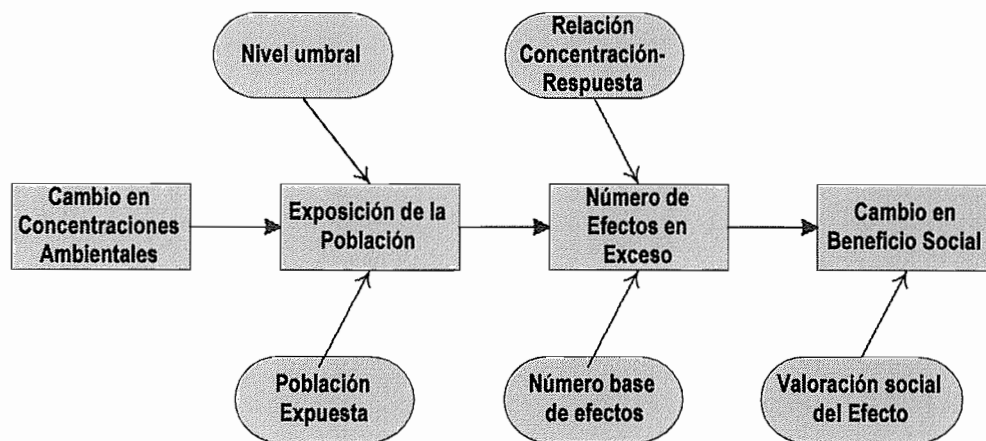 Nivel umbral
Relación
Concentración-
Respuesta
Cambio en
Concentraciones
Ambientales
Exposición de la
Población
Número de
Efectos en
Exceso
Cambio en
Beneficio Social
Población
Expuesta
Número base
de efectos
Valoración social
del Efecto